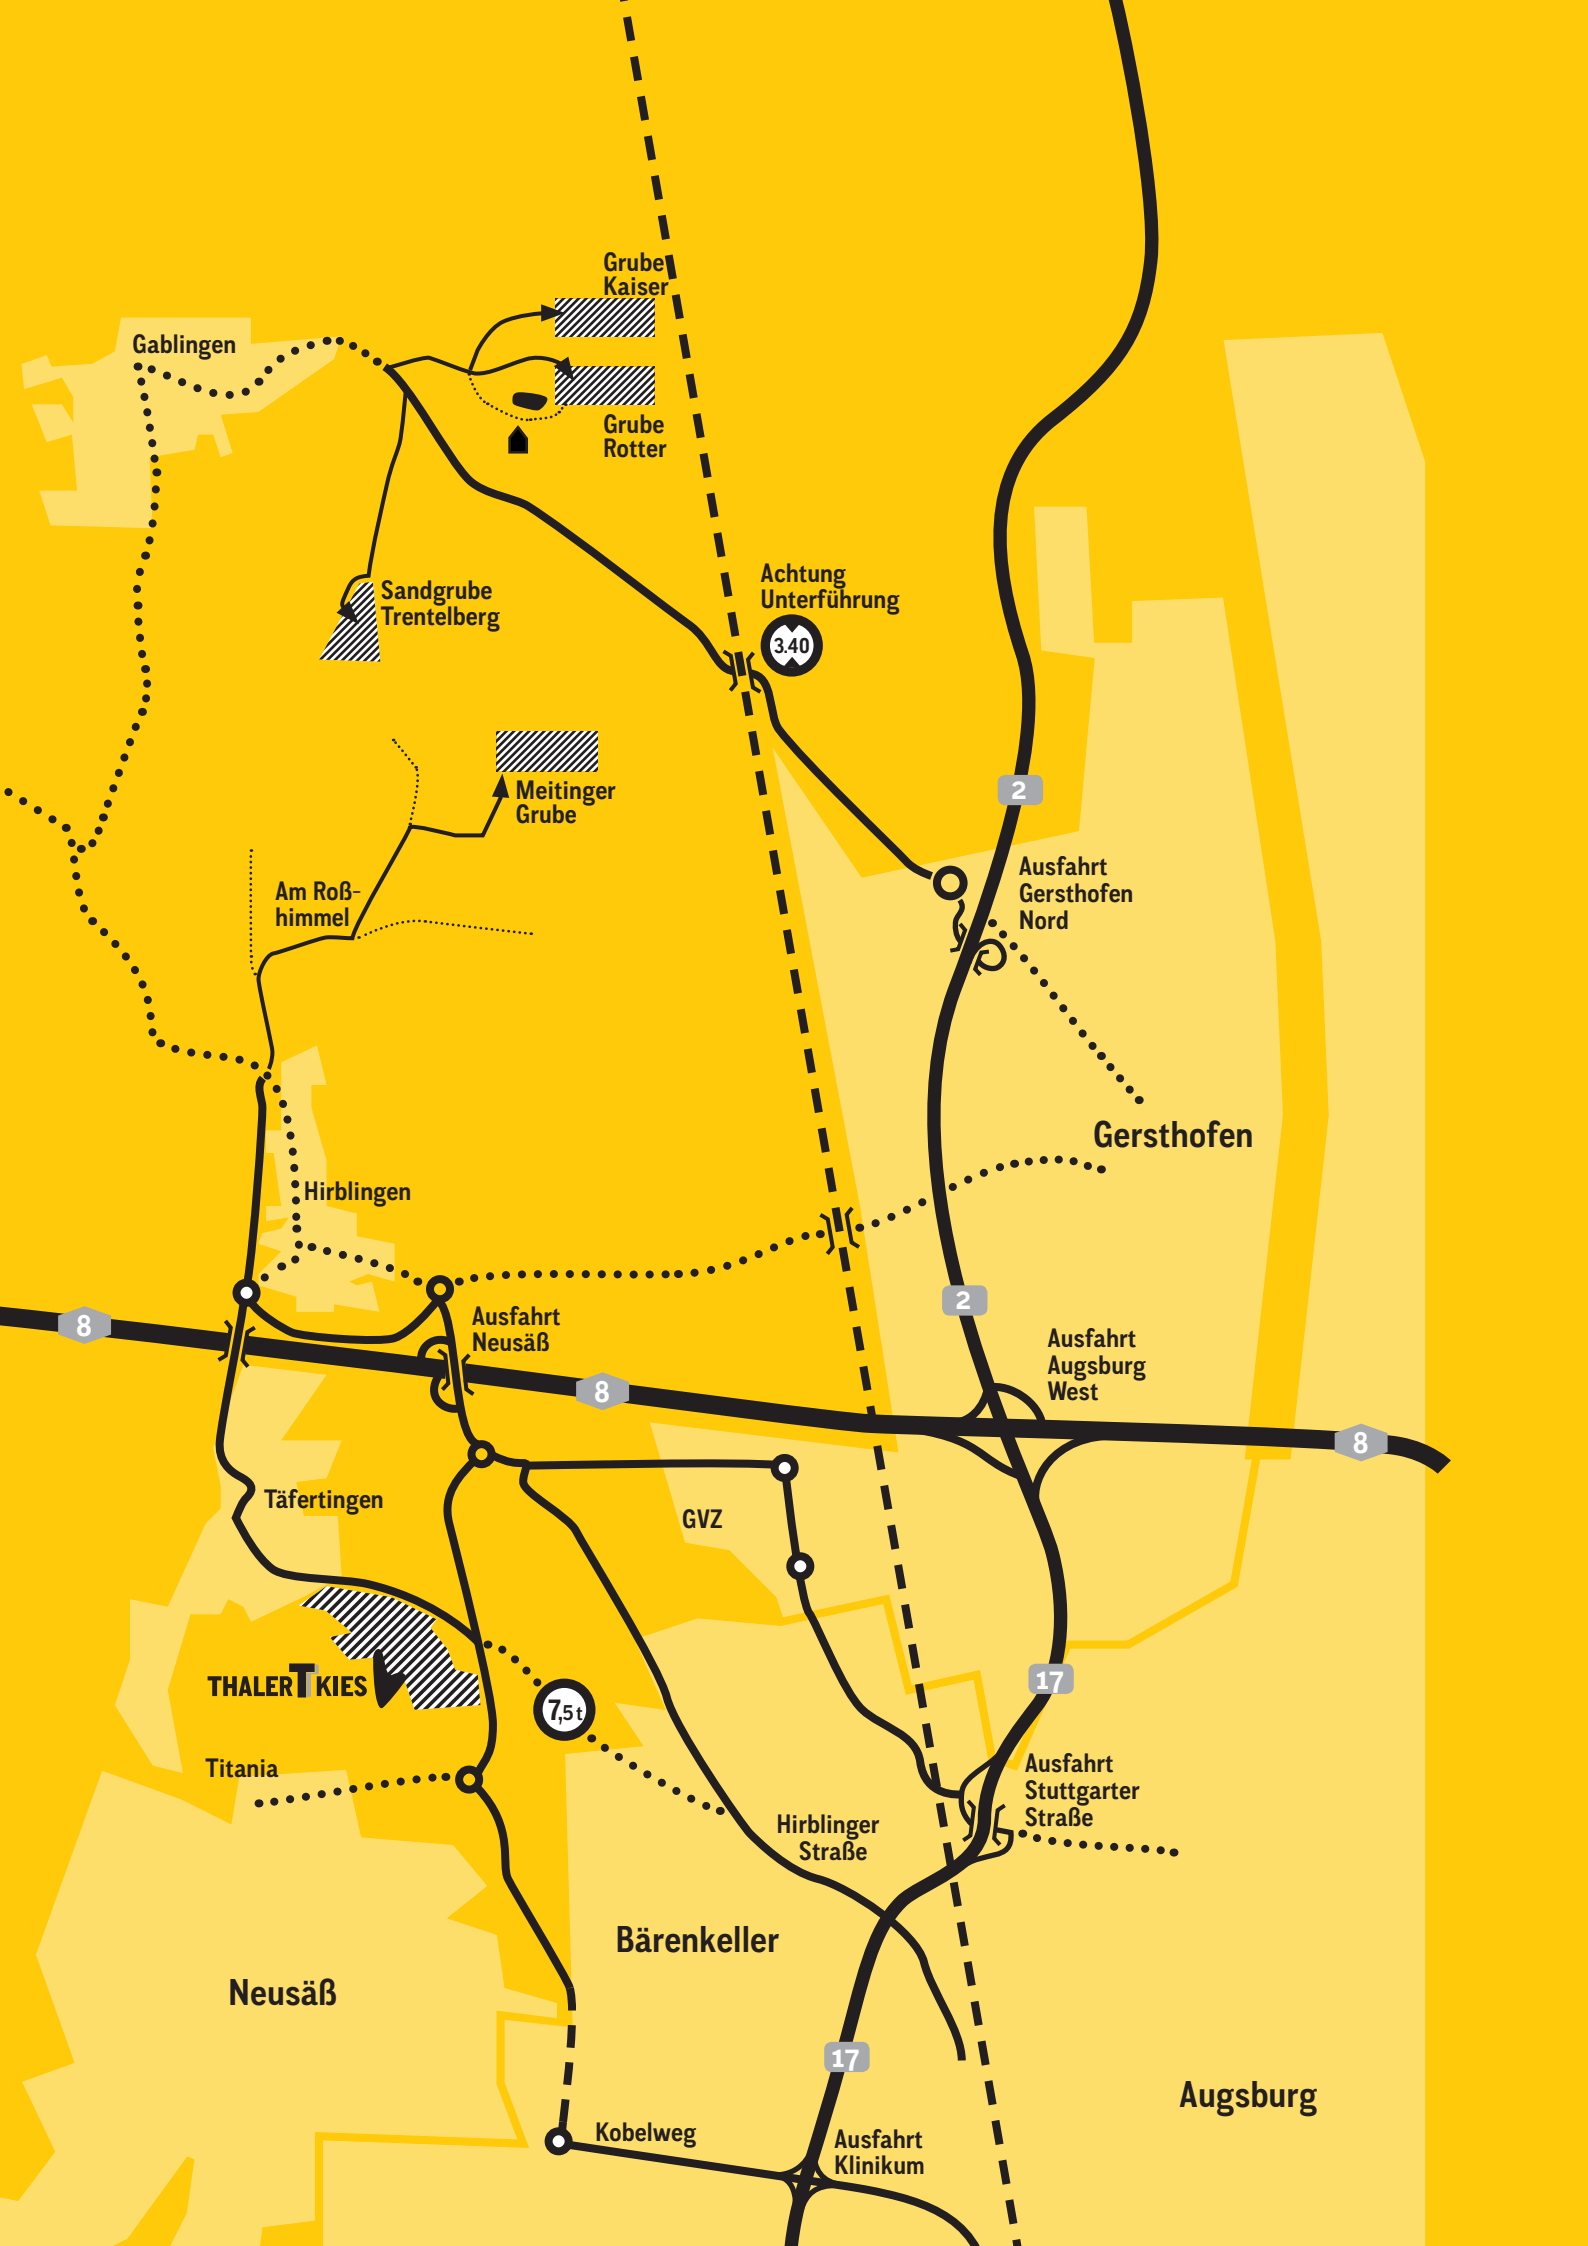 Grube
Kaiser
Gablingen
Grube
Rotter
Achtung
Unterführung
3.40
Sandgrube
Trentelberg
2
Meitinger
Grube
Ausfahrt
Gersthofen
Nord
Am Roß-
himmel
Gersthofen
Hirblingen
2
8
Ausfahrt
Neusäß
Ausfahrt
Augsburg
West
8
8
Täfertingen
GVZ
THALER T KIES
7,5 t
17
Titania
Ausfahrt
Stuttgarter
Straße
Hirblinger
Straße
Bärenkeller
Neusäß
17
Augsburg
Kobelweg
Ausfahrt
Klinikum